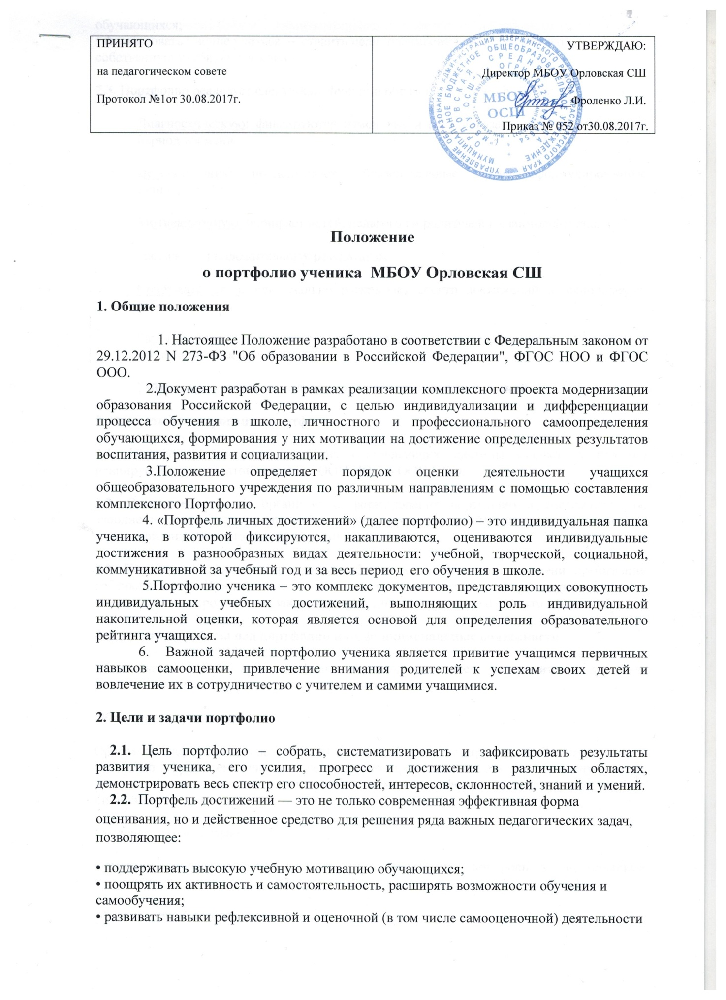 ПРИНЯТО
на педагогическом совете
Протокол №1от 30.08.2017г.
УТВЕРЖДАЮ:
Директор МБОУ Орловская СШ
Фроленко Л.И.
Приказ № 052 от30.08.2017г.
МБОУ
ОСШ
Положение
о портфолио ученика  МБОУ Орловская СШ
1. Общие положения
1. Настоящее Положение разработано в соответствии с Федеральным законом от
29.12.2012 N 273-ФЗ "Об образовании в Российской Федерации", ФГОС НОО и ФГОС
ООО.
2.Документ разработан в рамках реализации комплексного проекта модернизации
образования Российской Федерации, с целью индивидуализации и дифференциации
процесса обучения в школе, личностного и профессионального самоопределения
обучающихся, формирования у них мотивации на достижение определенных результатов
воспитания, развития и социализации.
3.Положение определяет порядок оценки деятельности учащихся
общеобразовательного учреждения по различным направлениям с помощью составления
комплексного Портфолио.
4. «Портфель личных достижений» (далее портфолио) – это индивидуальная папка
ученика, в которой фиксируются, накапливаются, оцениваются индивидуальные
достижения в разнообразных видах деятельности: учебной, творческой, социальной,
коммуникативной за учебный год и за весь период  его обучения в школе.
5.Портфолио ученика – это комплекс документов, представляющих совокупность
индивидуальных учебных достижений, выполняющих роль индивидуальной
накопительной оценки, которая является основой для определения образовательного
рейтинга учащихся.
6. Важной задачей портфолио ученика является привитие учащимся первичных
навыков самооценки, привлечение внимания родителей к успехам своих детей и
вовлечение их в сотрудничество с учителем и самими учащимися.
2. Цели и задачи портфолио
2.1. Цель портфолио – собрать, систематизировать и зафиксировать результаты
развития ученика, его усилия, прогресс и достижения в различных областях,
демонстрировать весь спектр его способностей, интересов, склонностей, знаний и умений.
2.2. Портфель достижений — это не только современная эффективная форма
оценивания, но и действенное средство для решения ряда важных педагогических задач,
позволяющее:
• поддерживать высокую учебную мотивацию обучающихся;
• поощрять их активность и самостоятельность, расширять возможности обучения и
самообучения;
• развивать навыки рефлексивной и оценочной (в том числе самооценочной) деятельности